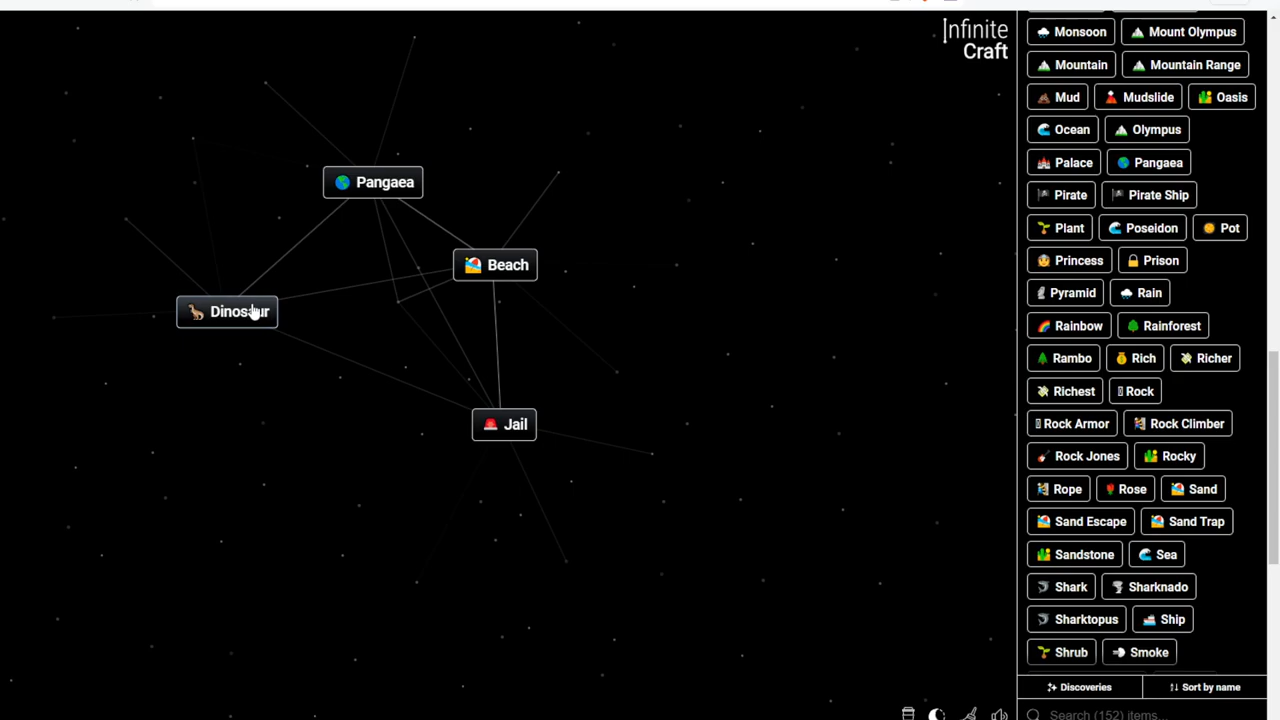 Infinite
Craft
Pangaea
Beach
Dinosaur
Jail
Monsoon Mount Olympus
Mountain Mountain Range
Mud Mudslide Oasis
Ocean Olympus
Palace Pangaea
Pirate Pirate Ship
Plant Poseidon Pot
Princess Prison
Pyramid Rain
Rainbow Rainforest
Rambo Rich Richer
Richest Rock
Rock Armor Rock Climber
Rock Jones Rocky
Rope Rose Sand
Sand Escape Sand Trap
Sandstone Sea
Shark Sharknado
Sharktopus Ship
Shrub Smoke
Discoveries Sort by name
Search (152) items...